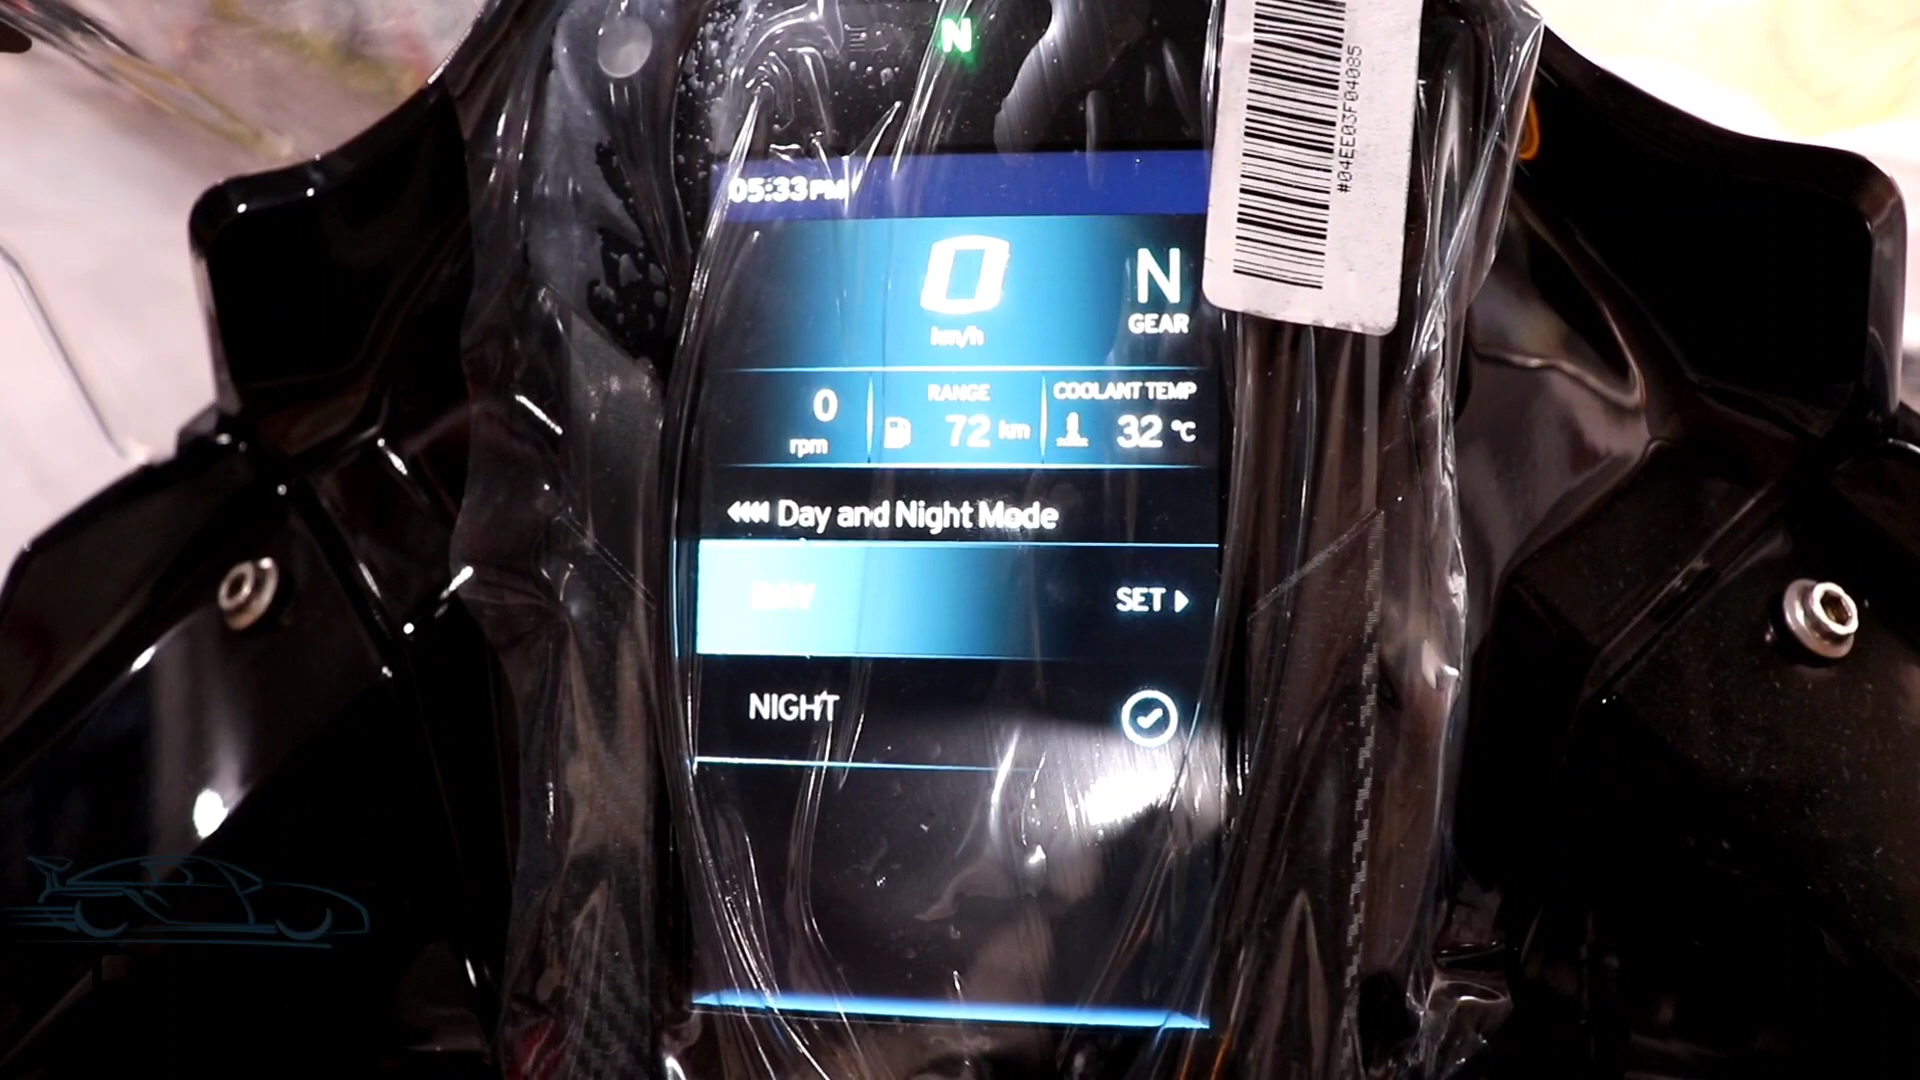 N
#04EE03F04085
05:33 PM
0
km/h
N
GEAR
0
rpm
RANGE
72 km
COOLANT TEMP
32 °C
Day and Night Mode
DAY
SET
NIGHT